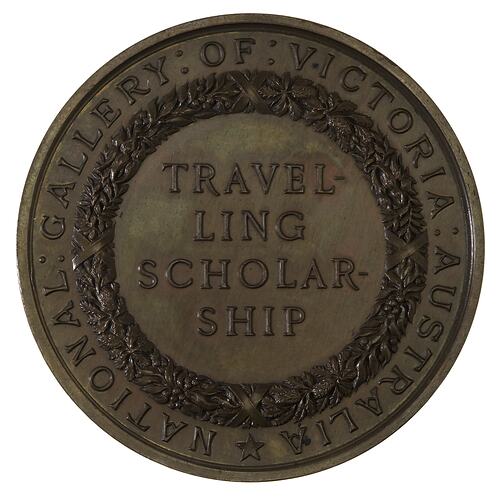 NATIONAL : GALLERY : OF : VICTORIA : AUSTRALIA
TRAVEL-
LING
SCHOLAR-
SHIP